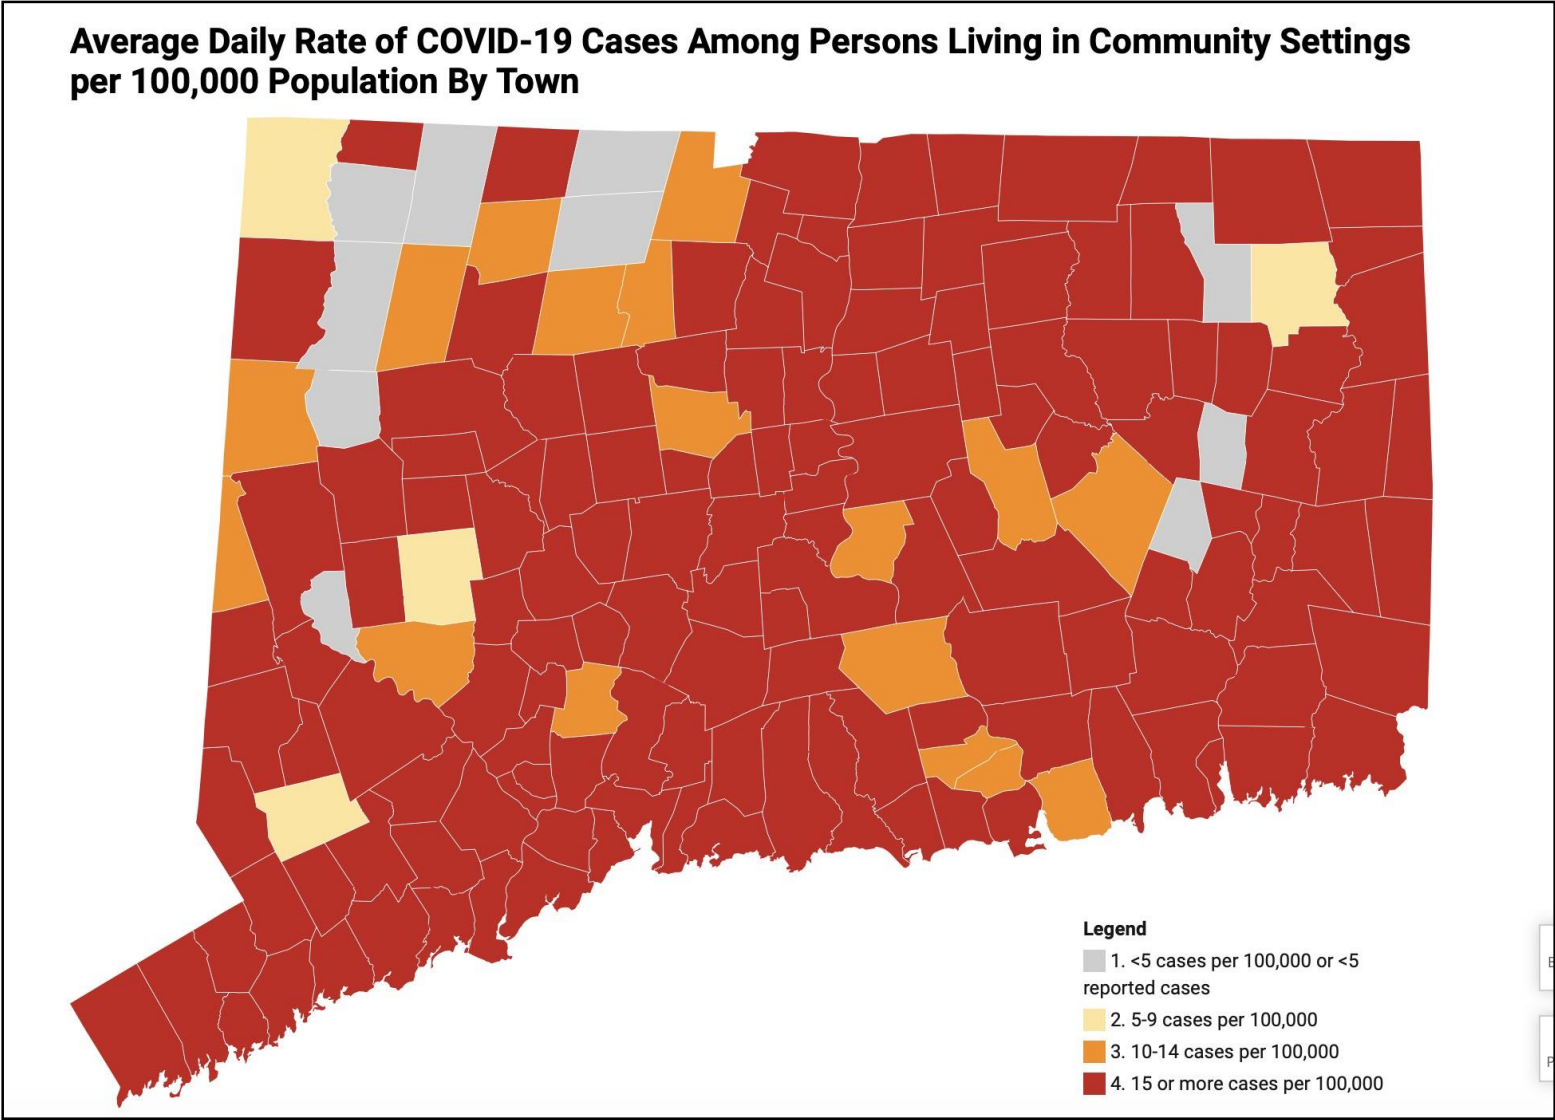 Average Daily Rate of COVID-19 Cases Among Persons Living in Community Settings
per 100,000 Population By Town
Legend
1. <5 cases per 100,000 or <5
reported cases
2. 5-9 cases per 100,000
3. 10-14 cases per 100,000
4. 15 or more cases per 100,000